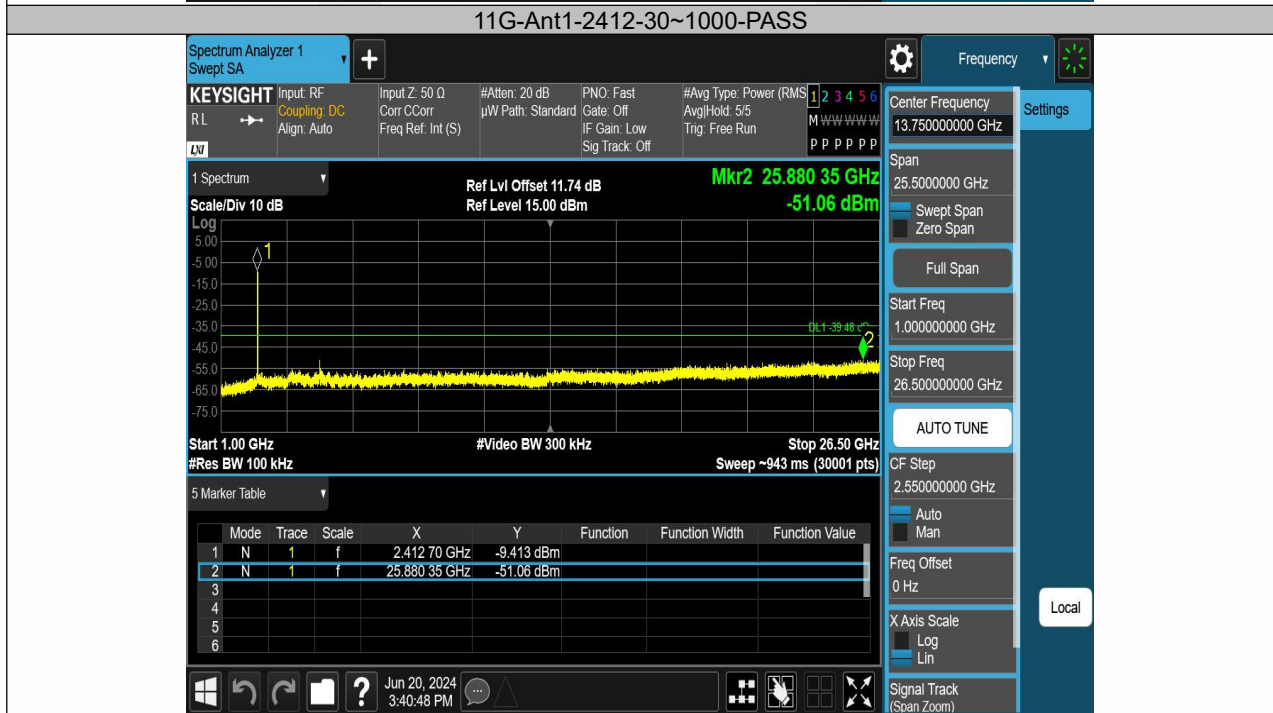 11G-Ant1-2412-30~1000-PASS
Spectrum Analyzer 1
Swept SA
+
Frequency
KEYSIGHT
RL
LXI
Input: RF
Coupling: DC
Align: Auto
Input Z: 50 Ω
Corr CCorr
Freq Ref: Int (S)
#Atten: 20 dB
µW Path: Standard
PNO: Fast
Gate: Off
IF Gain: Low
Sig Track: Off
#Avg Type: Power (RMS
Avg|Hold: 5/5
Trig: Free Run
1 2 3 4 5 6
M W W W W W
P P P P P P
1 Spectrum
Scale/Div 10 dB
Ref Lvl Offset 11.74 dB
Ref Level 15.00 dBm
Mkr2 25.880 35 GHz
-51.06 dBm
Log
5.00
-5.00
-15.0
-25.0
-35.0
-45.0
-55.0
-65.0
-75.0
1
DL1 -39.48 d
2
Start 1.00 GHz
#Video BW 300 kHz
Stop 26.50 GHz
#Res BW 100 kHz
Sweep ~943 ms (30001 pts)
5 Marker Table
Mode Trace Scale X Y Function Function Width Function Value
1 N 1 f 2.412 70 GHz -9.413 dBm
2 N 1 f 25.880 35 GHz -51.06 dBm
3
4
5
6
Jun 20, 2024
3:40:48 PM
?
Center Frequency
13.750000000 GHz
Settings
Span
25.5000000 GHz
Swept Span
Zero Span
Full Span
Start Freq
1.000000000 GHz
Stop Freq
26.500000000 GHz
AUTO TUNE
CF Step
2.550000000 GHz
Auto
Man
Freq Offset
0 Hz
Local
X Axis Scale
Log
Lin
Signal Track
(Span Zoom)